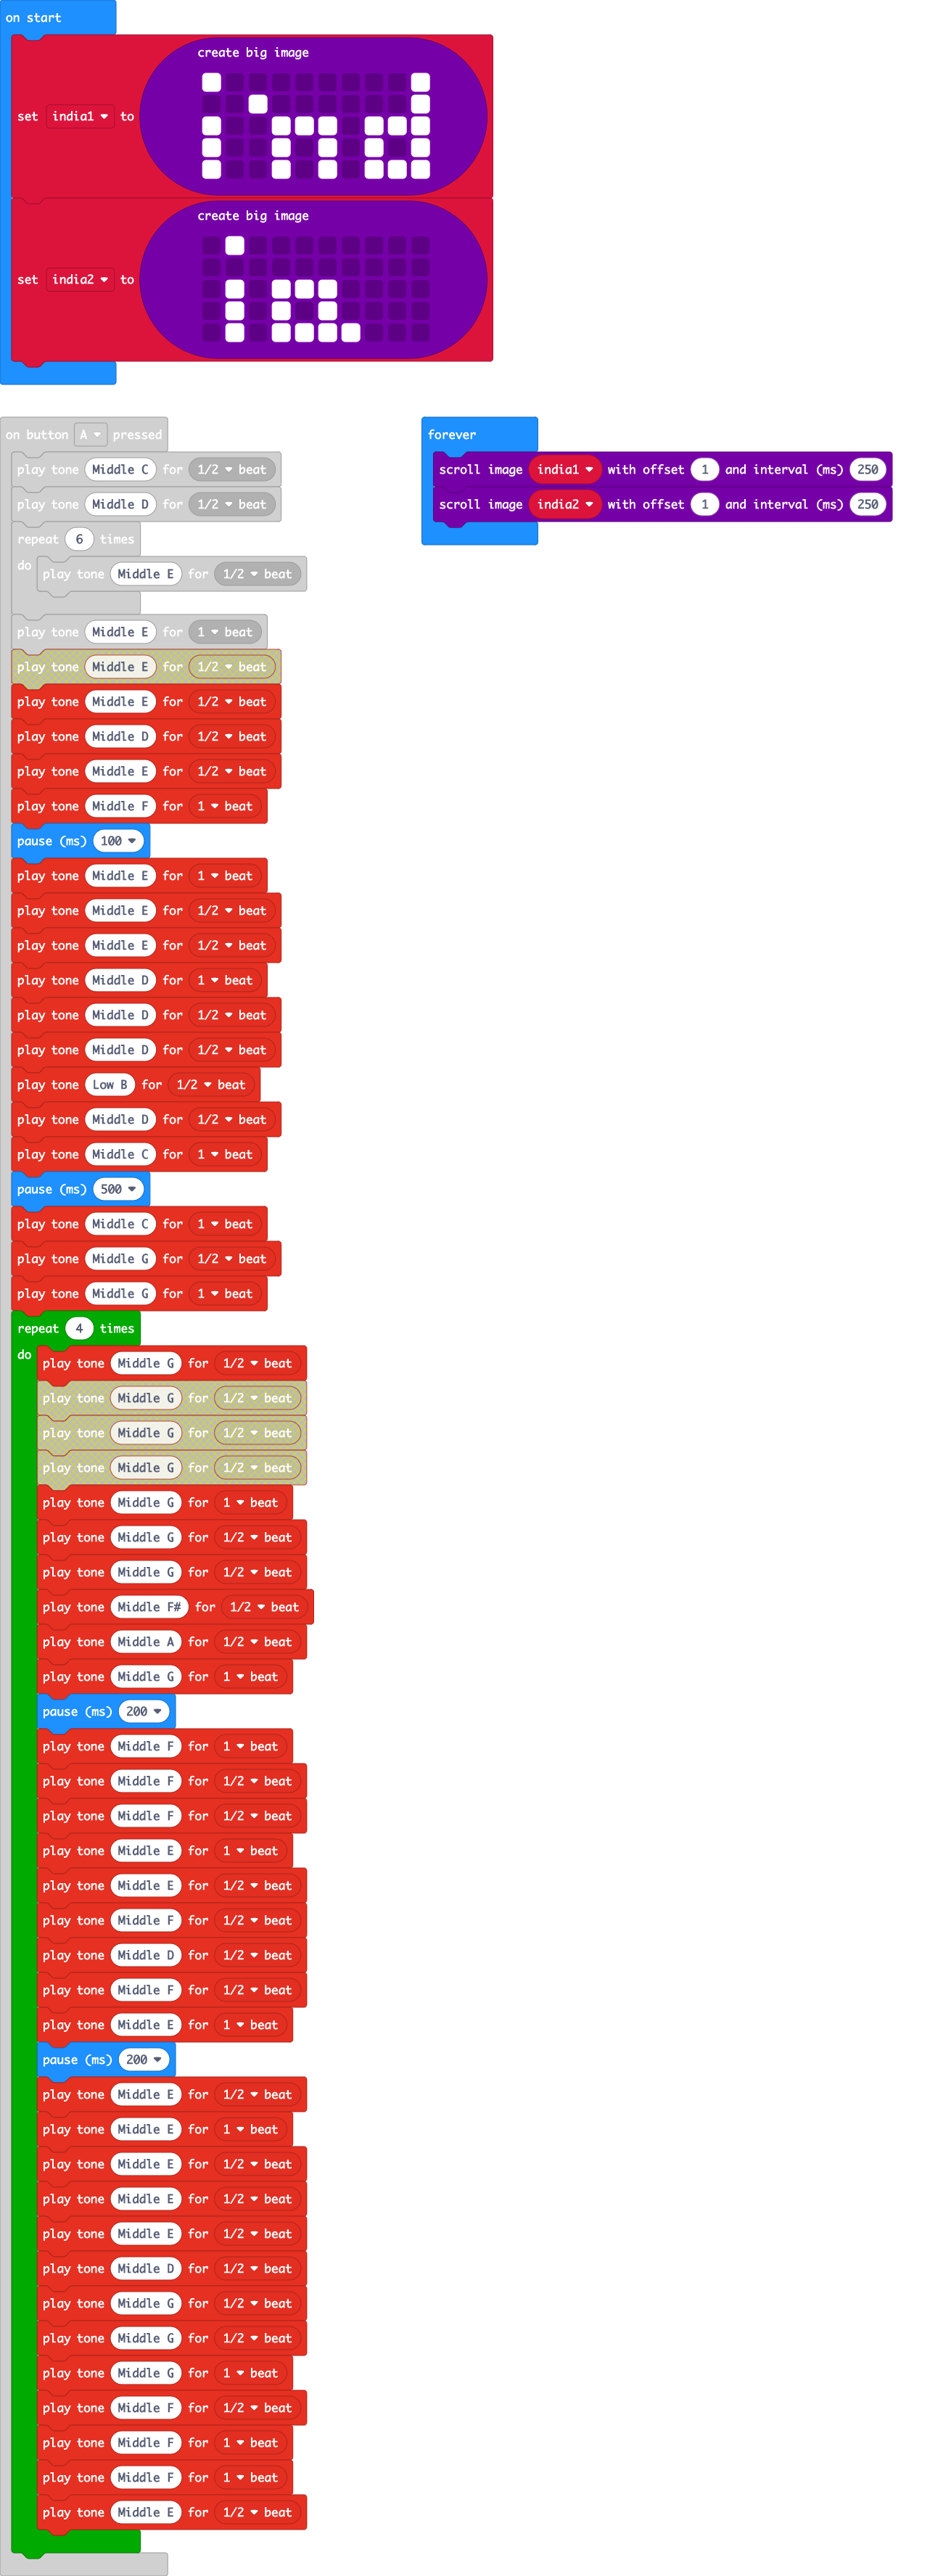 on start
create big image
set india1 to
create big image
set india2 to
on button A pressed
play tone Middle C for 1/2 beat
play tone Middle D for 1/2 beat
repeat 6 times
do play tone Middle E for 1/2 beat
play tone Middle E for 1 beat
play tone Middle E for 1/2 beat
play tone Middle E for 1/2 beat
play tone Middle D for 1/2 beat
play tone Middle E for 1/2 beat
play tone Middle F for 1 beat
pause (ms) 100
play tone Middle E for 1 beat
play tone Middle E for 1/2 beat
play tone Middle E for 1/2 beat
play tone Middle D for 1 beat
play tone Middle D for 1/2 beat
play tone Middle D for 1/2 beat
play tone Low B for 1/2 beat
play tone Middle D for 1/2 beat
play tone Middle C for 1 beat
pause (ms) 500
play tone Middle C for 1 beat
play tone Middle G for 1/2 beat
play tone Middle G for 1 beat
repeat 4 times
do play tone Middle G for 1/2 beat
play tone Middle G for 1/2 beat
play tone Middle G for 1/2 beat
play tone Middle G for 1/2 beat
play tone Middle G for 1 beat
play tone Middle G for 1/2 beat
play tone Middle G for 1/2 beat
play tone Middle F# for 1/2 beat
play tone Middle A for 1/2 beat
play tone Middle G for 1 beat
pause (ms) 200
play tone Middle F for 1 beat
play tone Middle F for 1/2 beat
play tone Middle F for 1/2 beat
play tone Middle E for 1 beat
play tone Middle E for 1/2 beat
play tone Middle F for 1/2 beat
play tone Middle D for 1/2 beat
play tone Middle F for 1/2 beat
play tone Middle E for 1 beat
pause (ms) 200
play tone Middle E for 1/2 beat
play tone Middle E for 1 beat
play tone Middle E for 1/2 beat
play tone Middle E for 1/2 beat
play tone Middle E for 1/2 beat
play tone Middle D for 1/2 beat
play tone Middle G for 1/2 beat
play tone Middle G for 1/2 beat
play tone Middle G for 1 beat
play tone Middle F for 1/2 beat
play tone Middle F for 1 beat
play tone Middle F for 1 beat
play tone Middle E for 1/2 beat
forever
scroll image india1 with offset 1 and interval (ms) 250
scroll image india2 with offset 1 and interval (ms) 250